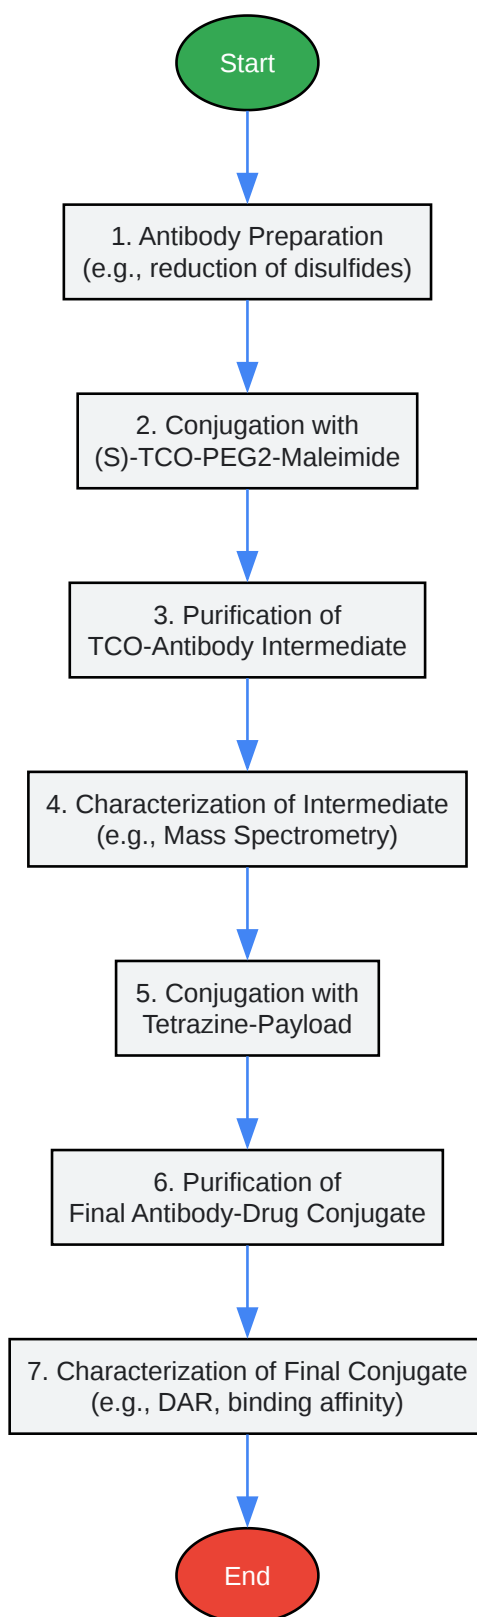 Start
1. Antibody Preparation
(e.g., reduction of disulfides)
2. Conjugation with
(S)-TCO-PEG2-Maleimide
3. Purification of
TCO-Antibody Intermediate
4. Characterization of Intermediate
(e.g., Mass Spectrometry)
5. Conjugation with
Tetrazine-Payload
6. Purification of
Final Antibody-Drug Conjugate
7. Characterization of Final Conjugate
(e.g., DAR, binding affinity)
End